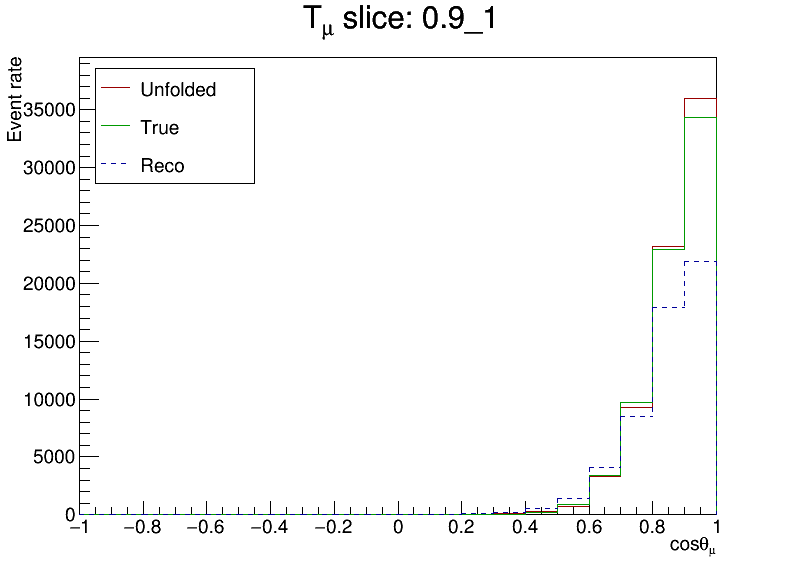 Tμ slice: 0.9_1
Event rate
Unfolded
True
Reco
35000
30000
25000
20000
15000
10000
5000
0
−1 −0.8 −0.6 −0.4 −0.2 0 0.2 0.4 0.6 0.8 1
cosθμ